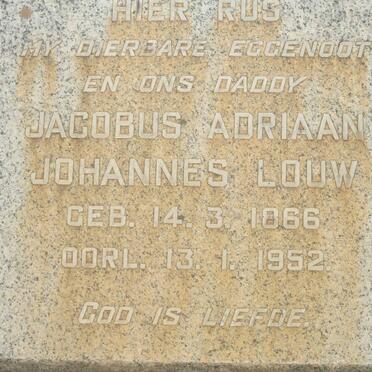 HIER RUS
MY DIERBARE EGGENOOT
EN ONS DADDY
JACOBUS ADRIAAN
JOHANNES LOUW
GEB. 14. 3. 1866
OORL. 13. 1. 1952.
GOD IS LIEFDE.